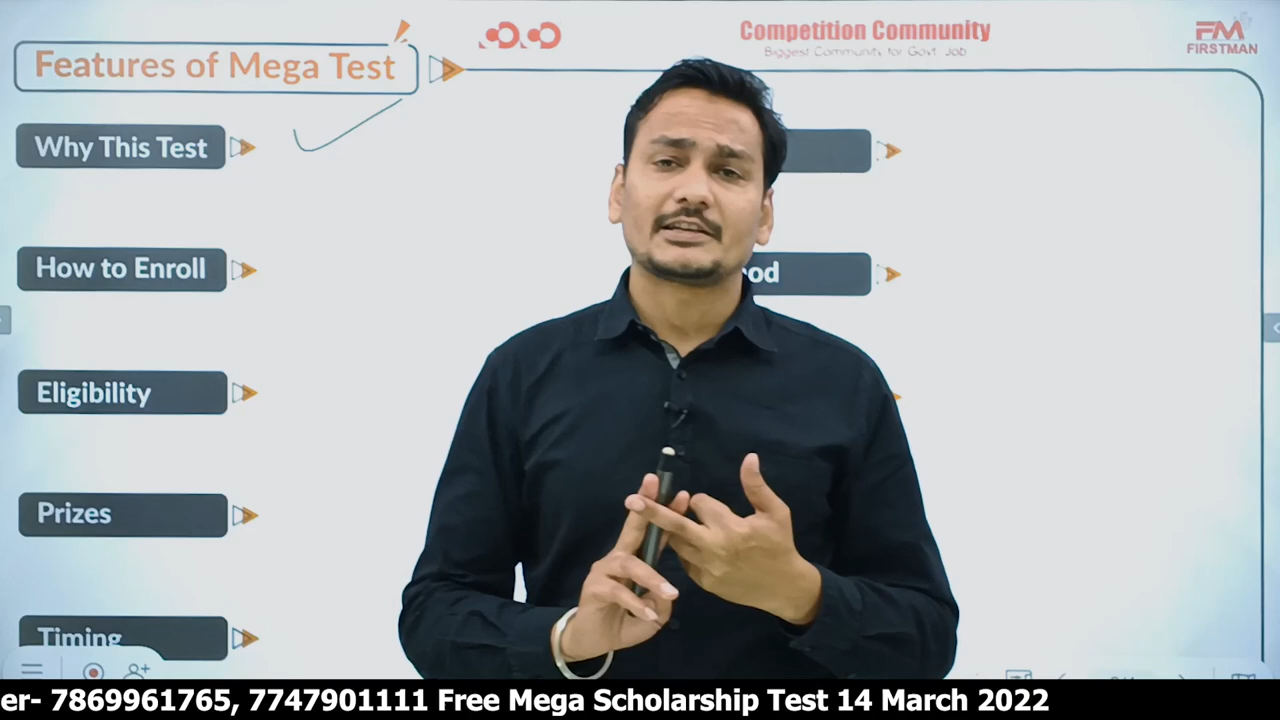 Features of Mega Test
Competition Community
Biggest Community for Govt. Job
FM
FIRSTMAN
Why This Test
How to Enroll
Eligibility
Prizes
Timing
er- 7869961765, 7747901111 Free Mega Scholarship Test 14 March 2022